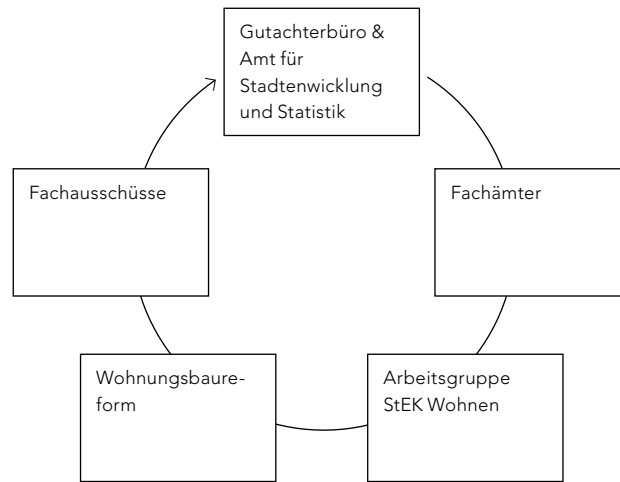 Gutachterbüro &
Amt für
Stadtenwicklung
und Statistik
Fachämter
Arbeitsgruppe
StEK Wohnen
Wohnungsbaure-
form
Fachausschüsse